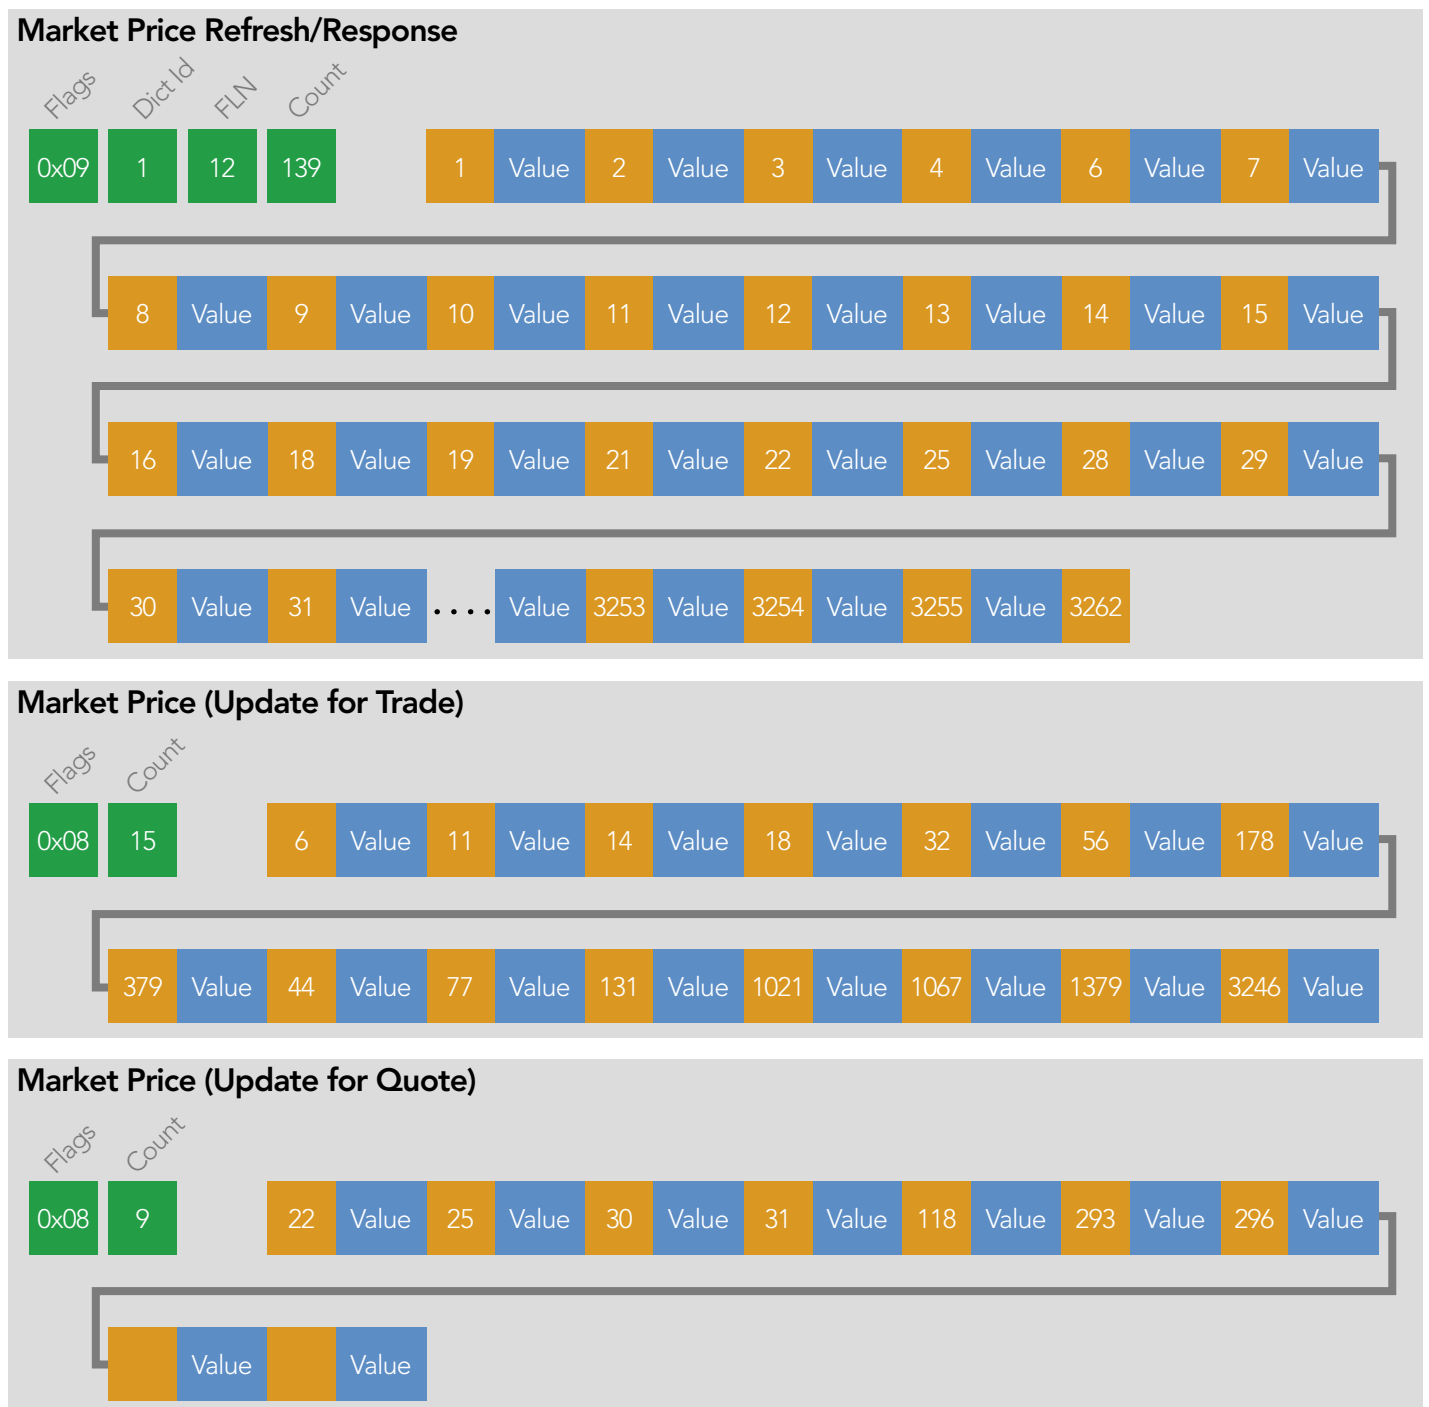 Market Price Refresh/Response
Flags Dict Id FLN Count
0x09 1 12 139 1 Value 2 Value 3 Value 4 Value 6 Value 7 Value
8 Value 9 Value 10 Value 11 Value 12 Value 13 Value 14 Value 15 Value
16 Value 18 Value 19 Value 21 Value 22 Value 25 Value 28 Value 29 Value
30 Value 31 Value .... Value 3253 Value 3254 Value 3255 Value 3262
Market Price (Update for Trade)
Flags Count
0x08 15 6 Value 11 Value 14 Value 18 Value 32 Value 56 Value 178 Value
379 Value 44 Value 77 Value 131 Value 1021 Value 1067 Value 1379 Value 3246 Value
Market Price (Update for Quote)
Flags Count
0x08 9 22 Value 25 Value 30 Value 31 Value 118 Value 293 Value 296 Value
Value Value